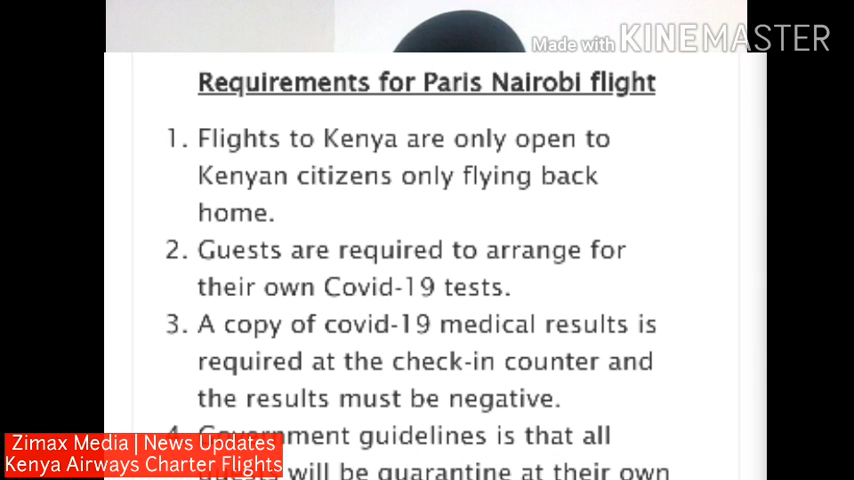 Made with KINEMASTER
Requirements for Paris Nairobi flight
1. Flights to Kenya are only open to
Kenyan citizens only flying back
home.
2. Guests are required to arrange for
their own Covid-19 tests.
3. A copy of covid-19 medical results is
required at the check-in counter and
the results must be negative.
4. Government guidelines is that all
will be quarantine at their own
Zimax Media | News Updates
Kenya Airways Charter Flights